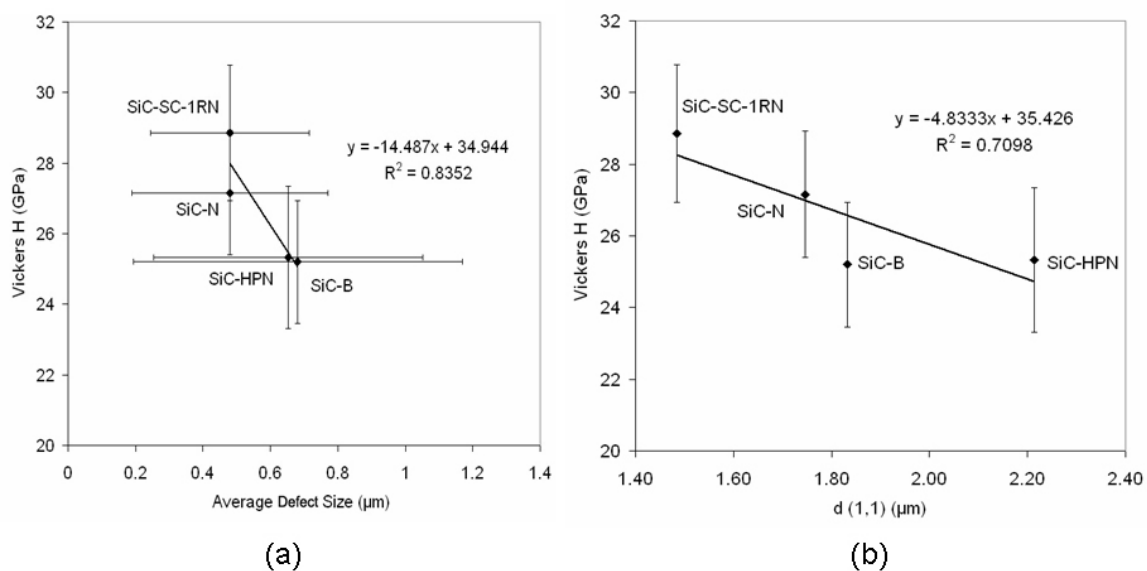 32
30
28
26
24
22
20
Vickers H (GPa)
SiC-SC-1RN
SiC-N
SiC-HPN
SiC-B
y = -14.487x + 34.944
R² = 0.8352
0 0.2 0.4 0.6 0.8 1 1.2 1.4
Average Defect Size (µm)
(a)
32
30
28
26
24
22
20
Vickers H (GPa)
SiC-SC-1RN
SiC-N
SiC-B
SiC-HPN
y = -4.8333x + 35.426
R² = 0.7098
1.40 1.60 1.80 2.00 2.20 2.40
d (1,1) (µm)
(b)